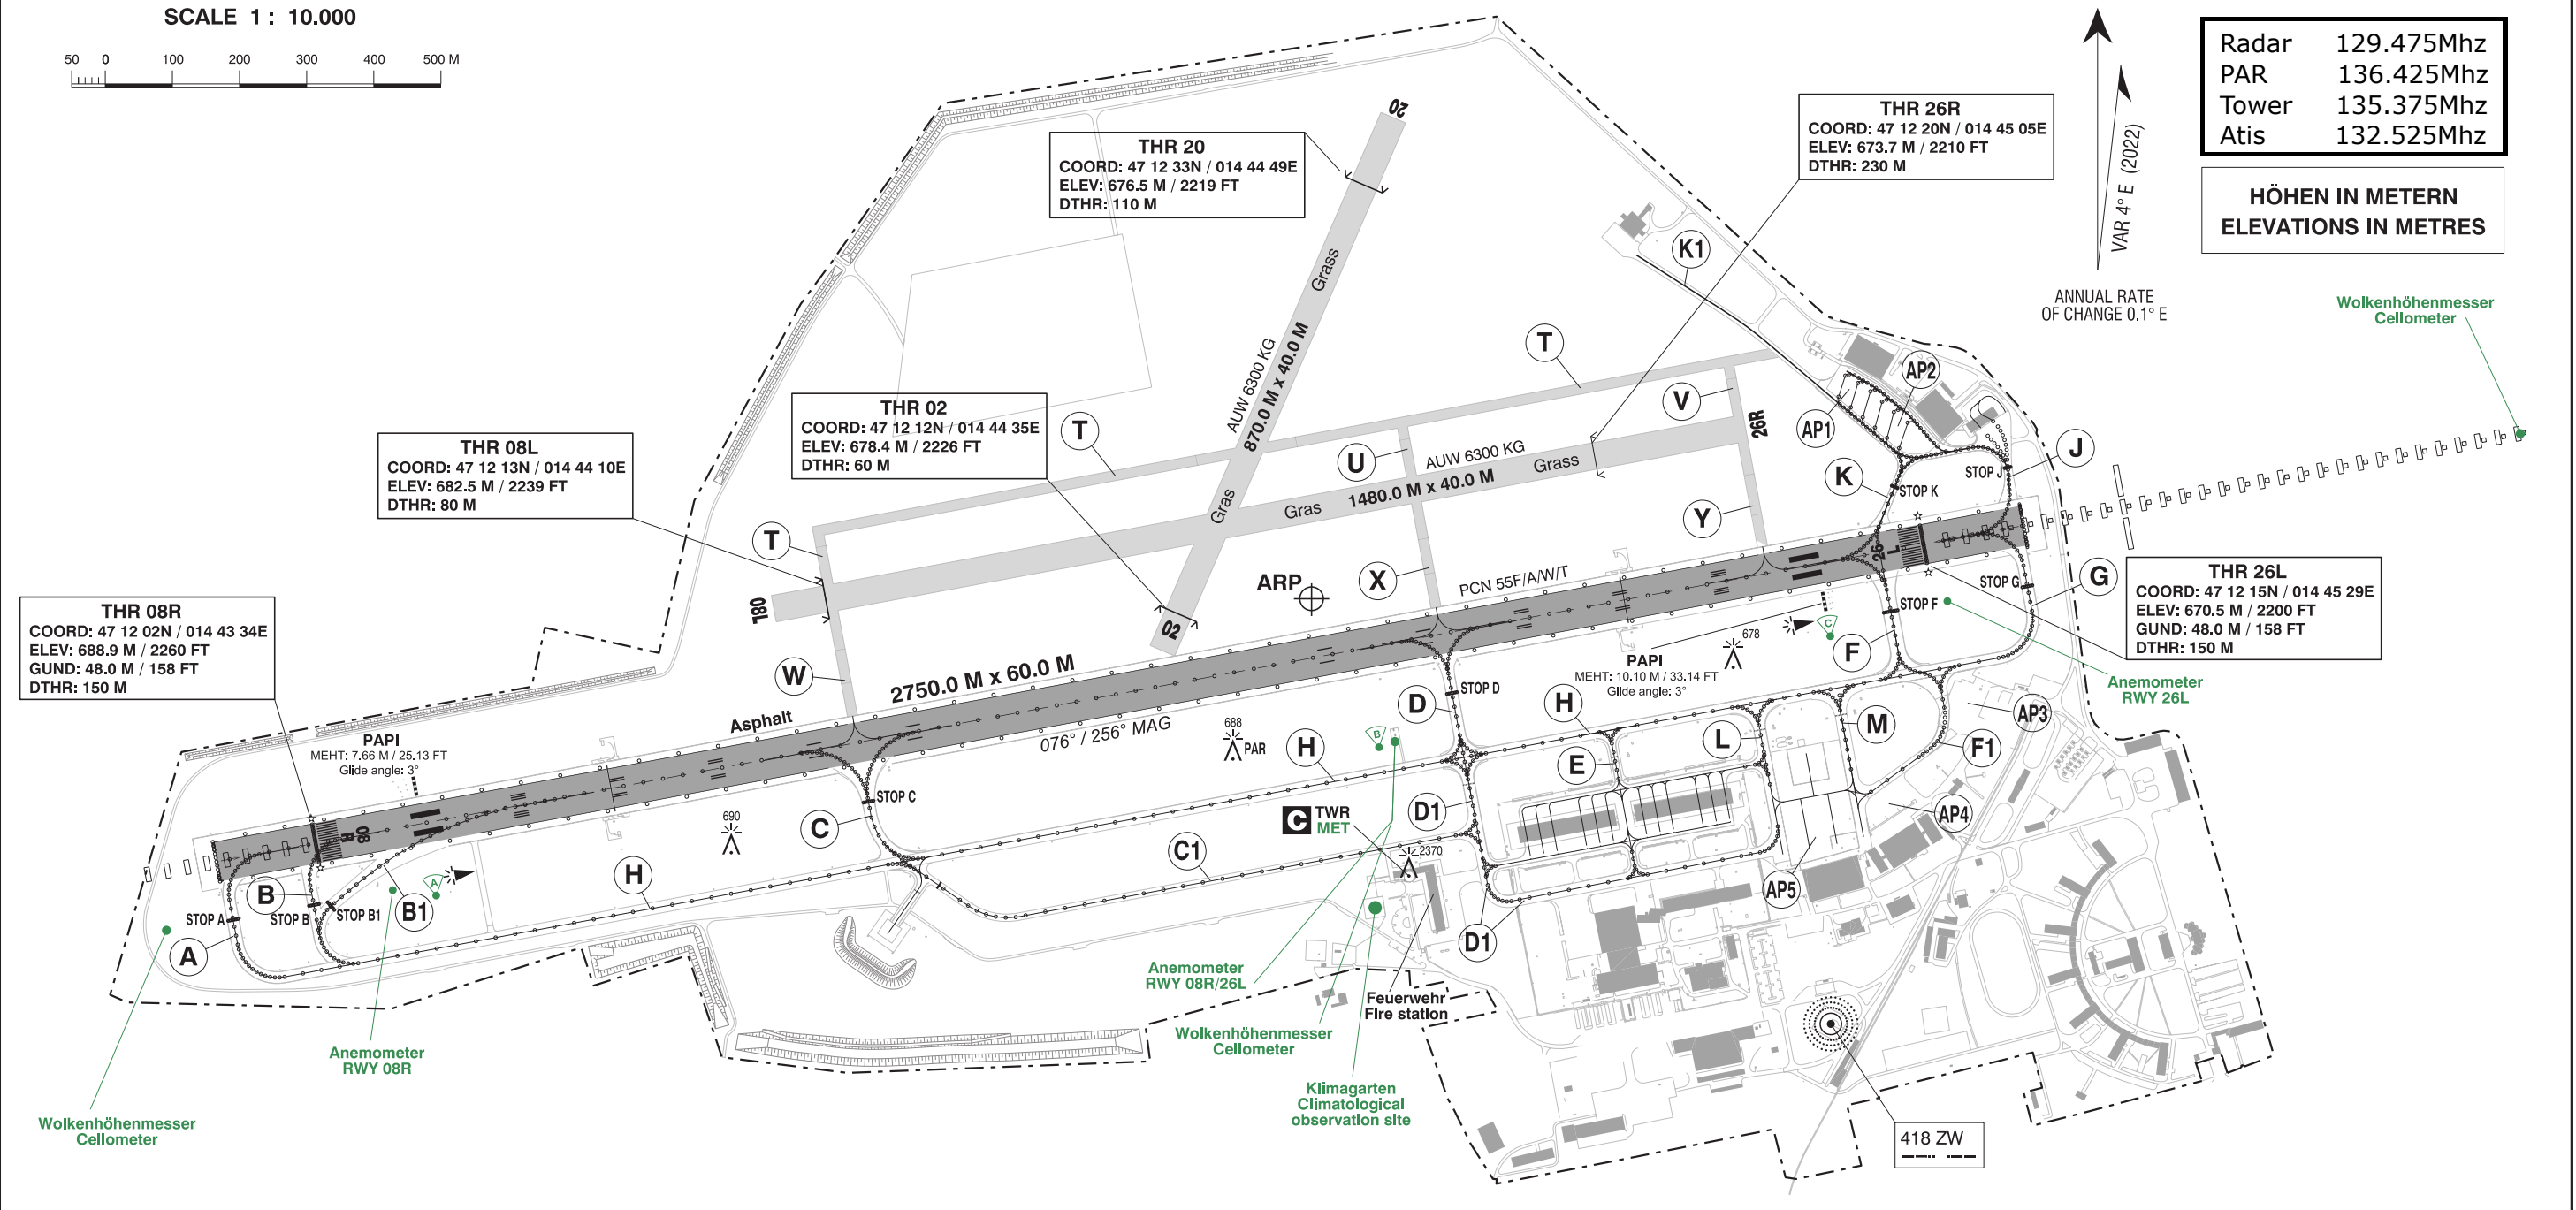 SCALE 1 : 10.000
50 0 100 200 300 400 500 M
Radar 129.475Mhz
PAR 136.425Mhz
Tower 135.375Mhz
Atis 132.525Mhz
HÖHEN IN METERN
ELEVATIONS IN METRES
VAR 4° E (2022)
ANNUAL RATE
OF CHANGE 0.1° E
Wolkenhöhenmesser
Cellometer
THR 26R
COORD: 47 12 20N / 014 45 05E
ELEV: 673.7 M / 2210 FT
DTHR: 230 M
THR 20
COORD: 47 12 33N / 014 44 49E
ELEV: 676.5 M / 2219 FT
DTHR: 110 M
THR 02
COORD: 47 12 12N / 014 44 35E
ELEV: 678.4 M / 2226 FT
DTHR: 60 M
THR 08L
COORD: 47 12 13N / 014 44 10E
ELEV: 682.5 M / 2239 FT
DTHR: 80 M
THR 08R
COORD: 47 12 02N / 014 43 34E
ELEV: 688.9 M / 2260 FT
GUND: 48.0 M / 158 FT
DTHR: 150 M
THR 26L
COORD: 47 12 15N / 014 45 29E
ELEV: 670.5 M / 2200 FT
GUND: 48.0 M / 158 FT
DTHR: 150 M
20
Grass
870.0 M x 40.0 M
AUW 6300 KG
Gras
02
K1
T
T
T
V
U
26R
AUW 6300 KG
Grass
1480.0 M x 40.0 M
Gras
08L
AP2
AP1
J
STOP J
K
STOP K
Y
X
ARP
PCN 55F/A/W/T
26
L
STOP G
G
STOP F
F
678
C
PAPI
MEHT: 10.10 M / 33.14 FT
Glide angle: 3°
Anemometer
RWY 26L
W
2750.0 M x 60.0 M
Asphalt
076° / 256° MAG
688
PAR
STOP D
D
H
H
B
E
L
M
F1
AP3
AP4
AP5
PAPI
MEHT: 7.66 M / 25.13 FT
Glide angle: 3°
08
R
690
STOP C
C
C1
D1
D1
C TWR
MET
2370
H
B
STOP A
STOP B
STOP B1
B1
A
A
Anemometer
RWY 08R
Wolkenhöhenmesser
Cellometer
Anemometer
RWY 08R/26L
Wolkenhöhenmesser
Cellometer
Feuerwehr
Fire station
Klimagarten
Climatological
observation site
418 ZW